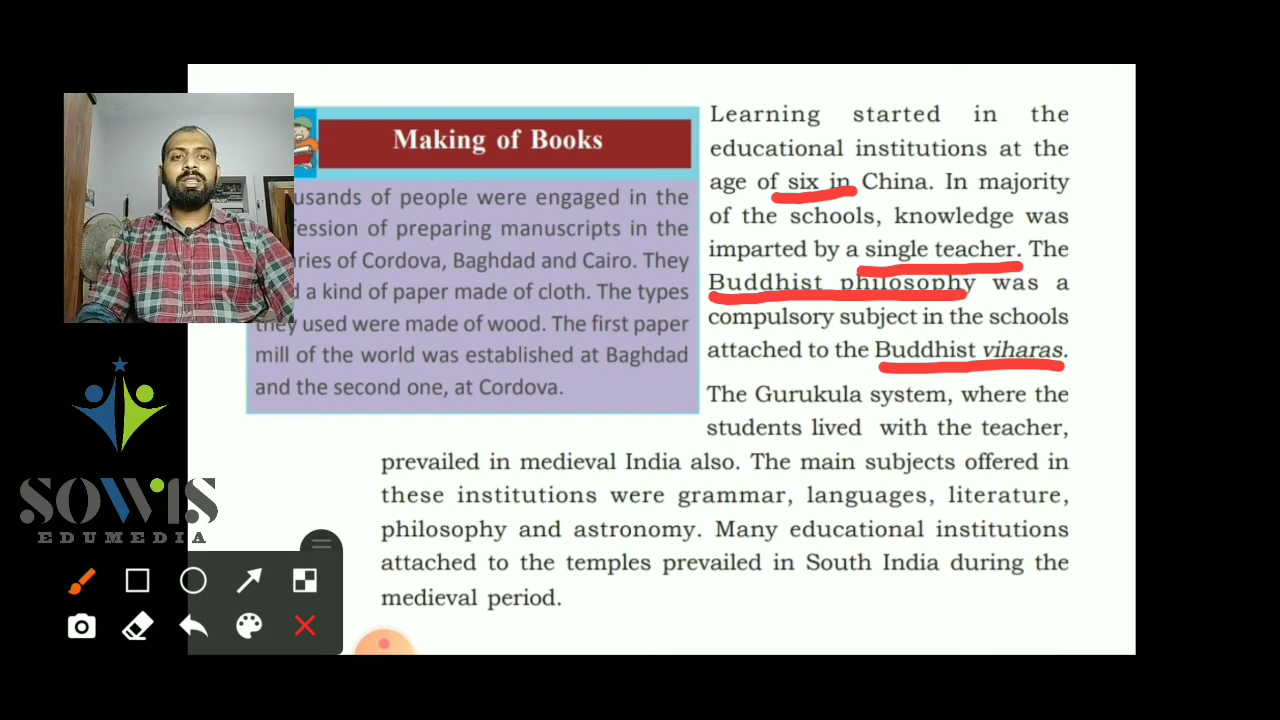 Making of Books
usands of people were engaged in the
fession of preparing manuscripts in the
ries of Cordova, Baghdad and Cairo. They
a kind of paper made of cloth. The types
they used were made of wood. The first paper
mill of the world was established at Baghdad
and the second one, at Cordova.
Learning started in the
educational institutions at the
age of six in China. In majority
of the schools, knowledge was
imparted by a single teacher. The
Buddhist philosophy was a
compulsory subject in the schools
attached to the Buddhist viharas.
The Gurukula system, where the
students lived with the teacher,
prevailed in medieval India also. The main subjects offered in
these institutions were grammar, languages, literature,
philosophy and astronomy. Many educational institutions
attached to the temples prevailed in South India during the
medieval period.
SOWIS
EDUMEDIA